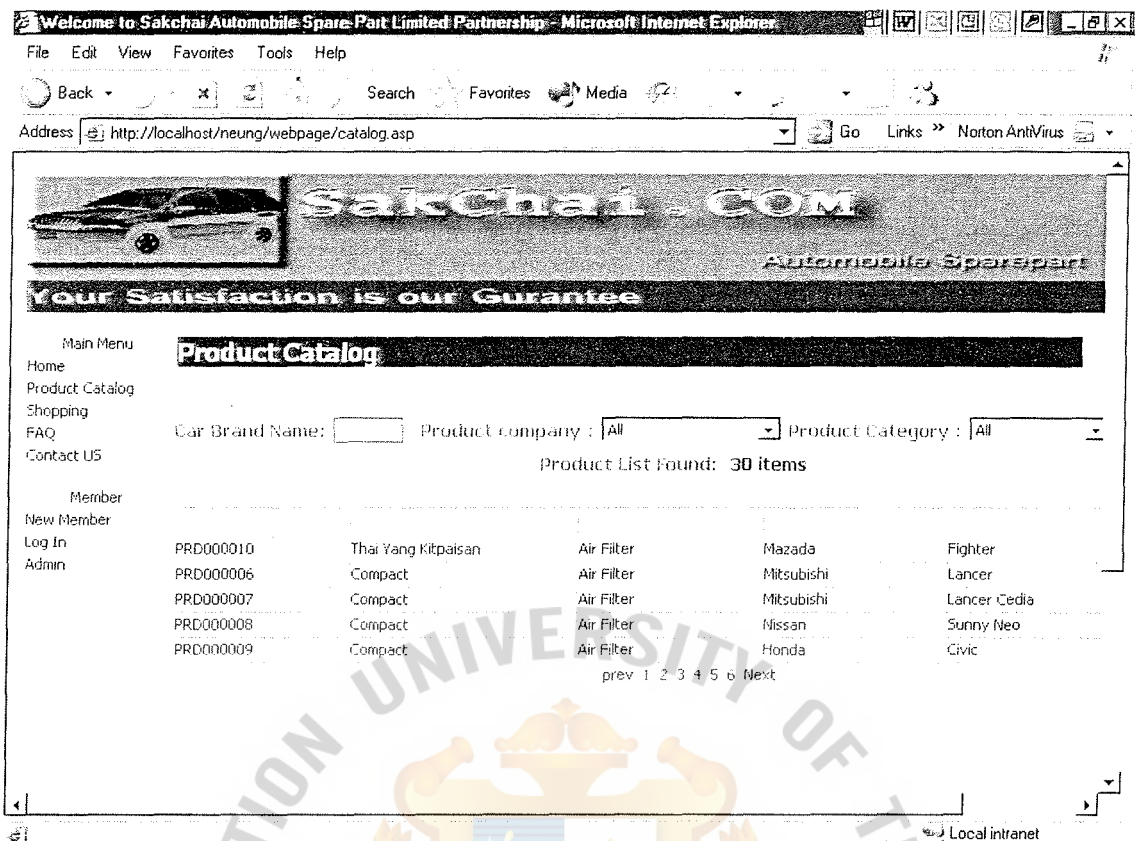 Welcome to Sakchai Automobile Spare Part Limited Partnership - Microsoft Internet Explorer
File Edit View Favorites Tools Help
Back Search Favorites Media
Address http://localhost/neung/webpage/catalog.asp Go Links » Norton AntiVirus
SakChai.COM
Automobile Sparepart
Your Satisfaction is our Gurantee
Main Menu
Home
Product Catalog
Shopping
FAQ
Contact US
Member
New Member
Log In
Admin
Product Catalog
Car Brand Name: Product company : All Product Category : All
Product List Found: 30 items
PRD000010 Thai Yang Kitpaisan Air Filter Mazada Fighter
PRD000006 Compact Air Filter Mitsubishi Lancer
PRD000007 Compact Air Filter Mitsubishi Lancer Cedia
PRD000008 Compact Air Filter Nissan Sunny Neo
PRD000009 Compact Air Filter Honda Civic
prev 1 2 3 4 5 6 Next
UNIVERSITY OF
Local intranet